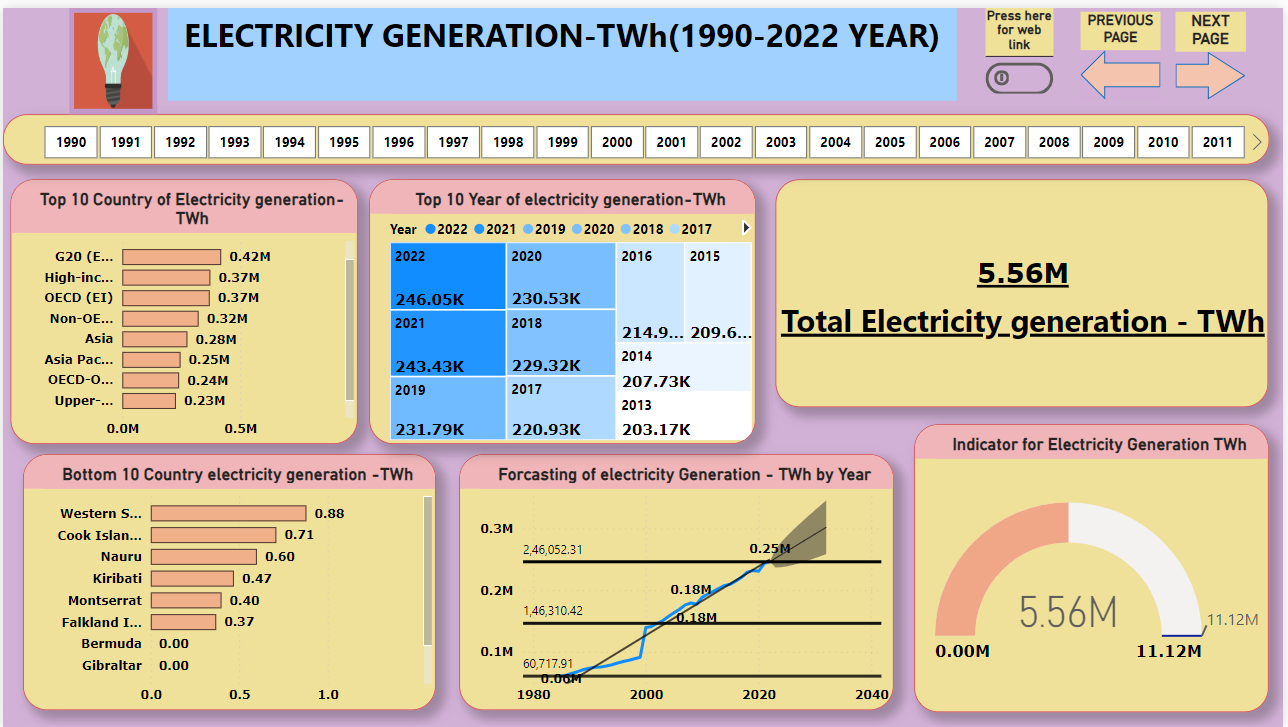 ELECTRICITY GENERATION-TWh(1990-2022 YEAR)
Press here
for web
link
PREVIOUS
PAGE
NEXT
PAGE
1990 1991 1992 1993 1994 1995 1996 1997 1998 1999 2000 2001 2002 2003 2004 2005 2006 2007 2008 2009 2010 2011
Top 10 Country of Electricity generation-
TWh
G20 (E... 0.42M
High-inc... 0.37M
OECD (EI) 0.37M
Non-OE... 0.32M
Asia 0.28M
Asia Pac... 0.25M
OECD-O... 0.24M
Upper-... 0.23M
0.0M 0.5M
Top 10 Year of electricity generation-TWh
Year 2022 2021 2019 2020 2018 2017
2022
246.05K
2021
243.43K
2019
231.79K
2020
230.53K
2018
229.32K
2017
220.93K
2016
214.9...
2015
209.6...
2014
207.73K
2013
203.17K
5.56M
Total Electricity generation - TWh
Bottom 10 Country electricity generation -TWh
Western S... 0.88
Cook Islan... 0.71
Nauru 0.60
Kiribati 0.47
Montserrat 0.40
Falkland I... 0.37
Bermuda 0.00
Gibraltar 0.00
0.0 0.5 1.0
Forcasting of electricity Generation - TWh by Year
0.3M
2,46,052.31
0.25M
0.2M
0.18M
1,46,310.42
0.18M
0.1M
60,717.91
0.06M
1980 2000 2020 2040
Indicator for Electricity Generation TWh
5.56M
11.12M
0.00M
11.12M